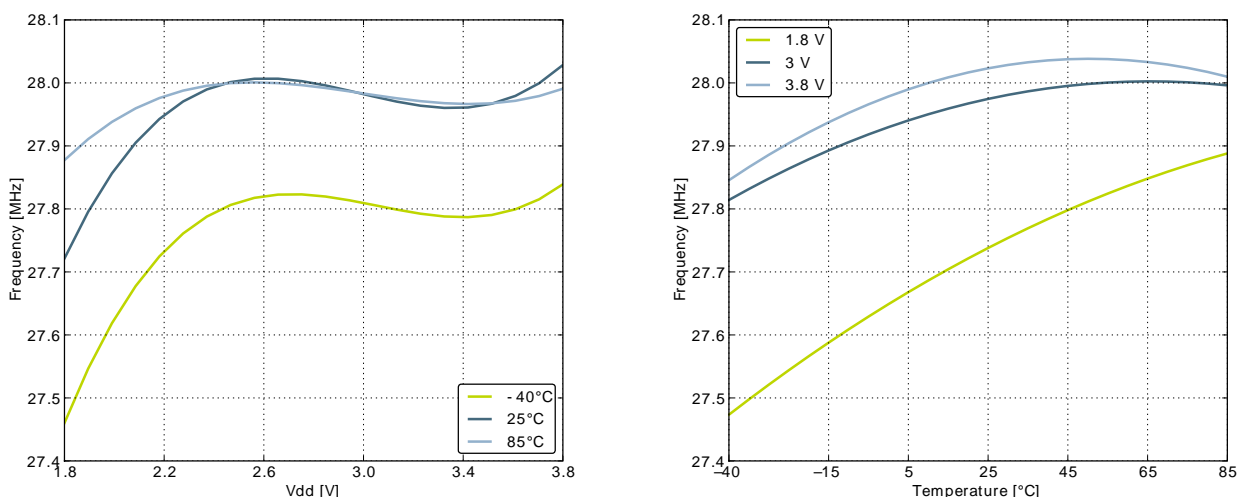 28.1
28.0
27.9
27.8
27.7
27.6
27.5
27.4
Frequency [MHz]
1.8
2.2
2.6
3.0
3.4
3.8
Vdd [V]
- 40°C
25°C
85°C
28.1
28.0
27.9
27.8
27.7
27.6
27.5
27.4
Frequency [MHz]
–40
–15
5
25
45
65
85
Temperature [°C]
1.8 V
3 V
3.8 V